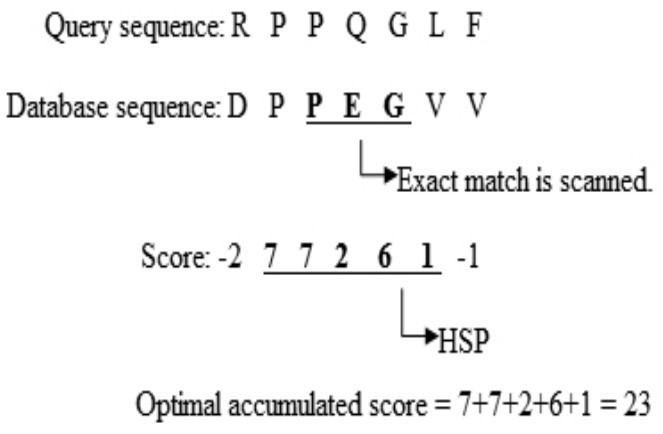 Query sequence: R P P Q G L F
Database sequence: D P P E G V V
Exact match is scanned.
Score: -2 7 7 2 6 1 -1
HSP
Optimal accumulated score = 7+7+2+6+1 = 23